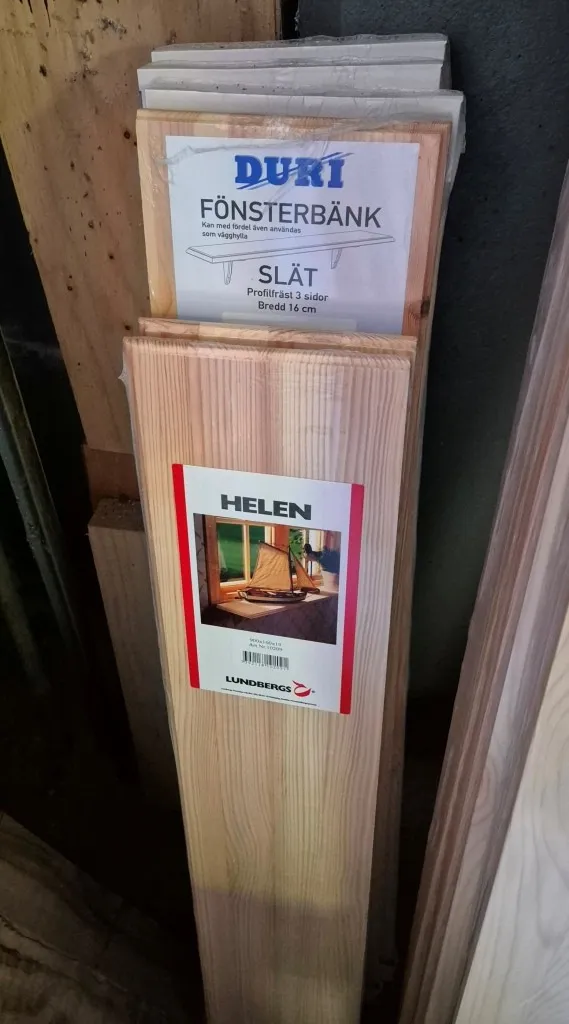 DURI
FÖNSTERBÄNK
Kan med fördel även användas
som vägghylla
SLÄT
Profilfräst 3 sidor
Bredd 16 cm
HELEN
LUNDBERGS